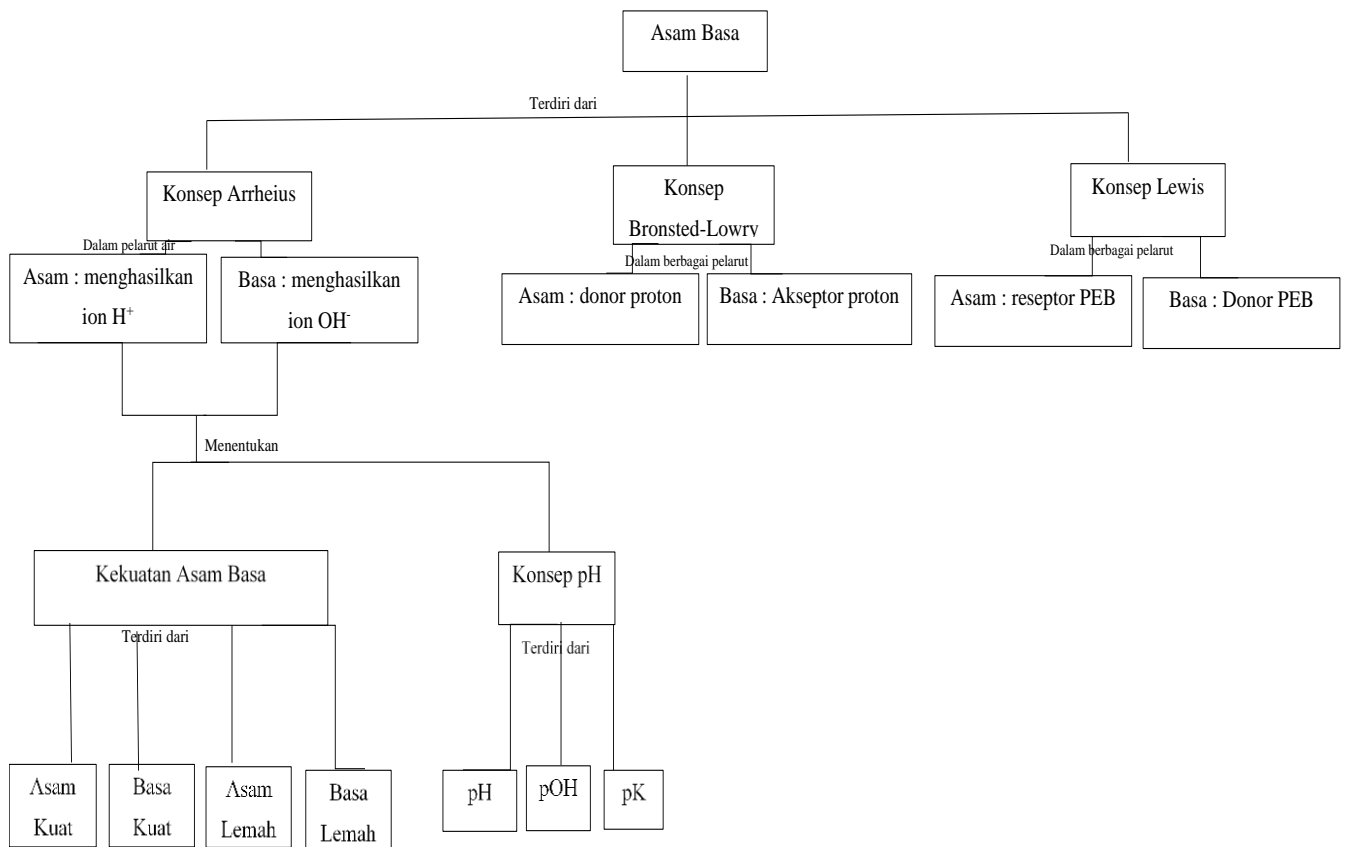 Asam Basa
Terdiri dari
Konsep Arrheius
Konsep
Bronsted-Lowry
Konsep Lewis
Dalam pelarut air
Dalam berbagai pelarut
Dalam berbagai pelarut
Asam : menghasilkan
ion H⁺
Basa : menghasilkan
ion OH⁻
Asam : donor proton
Basa : Akseptor proton
Asam : reseptor PEB
Basa : Donor PEB
Menentukan
Kekuatan Asam Basa
Konsep pH
Terdiri dari
Terdiri dari
Asam
Kuat
Basa
Kuat
Asam
Lemah
Basa
Lemah
pH
pOH
pK